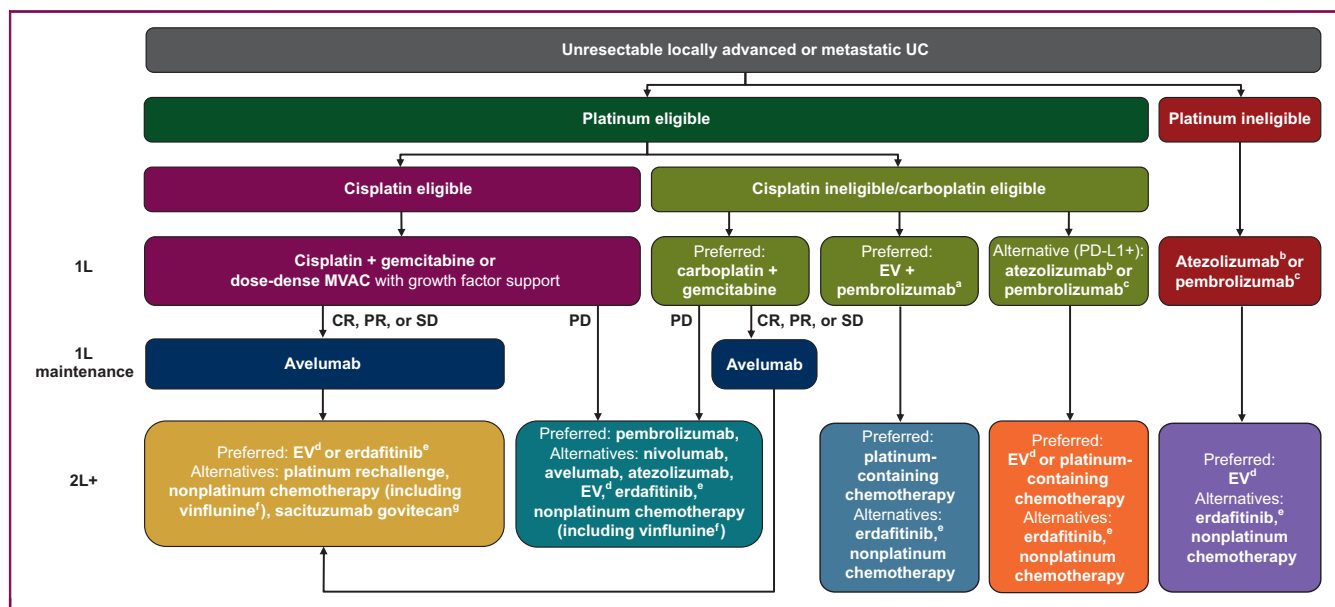 Unresectable locally advanced or metastatic UC
Platinum eligible
Platinum ineligible
Cisplatin eligible
Cisplatin ineligible/carboplatin eligible
1L
Cisplatin + gemcitabine or
dose-dense MVAC with growth factor support
Preferred:
carboplatin +
gemcitabine
Preferred:
EV +
pembrolizumabᵃ
Alternative (PD-L1+):
atezolizumabᵇ or
pembrolizumabᶜ
Atezolizumabᵇ or
pembrolizumabᶜ
CR, PR, or SD
PD
PD
CR, PR, or SD
1L
maintenance
Avelumab
Avelumab
2L+
Preferred: EVᵈ or erdafitinibᵉ
Alternatives: platinum rechallenge,
nonplatinum chemotherapy (including
vinflunineᶠ), sacituzumab govitecanᵍ
Preferred: pembrolizumab,
Alternatives: nivolumab,
avelumab, atezolizumab,
EV,ᵈ erdafitinib,ᵉ
nonplatinum chemotherapy
(including vinflunineᶠ)
Preferred:
platinum-
containing
chemotherapy
Alternatives:
erdafitinib,ᵉ
nonplatinum
chemotherapy
Preferred:
EVᵈ or platinum-
containing
chemotherapy
Alternatives:
erdafitinib,ᵉ
nonplatinum
chemotherapy
Preferred:
EVᵈ
Alternatives:
erdafitinib,ᵉ
nonplatinum
chemotherapy